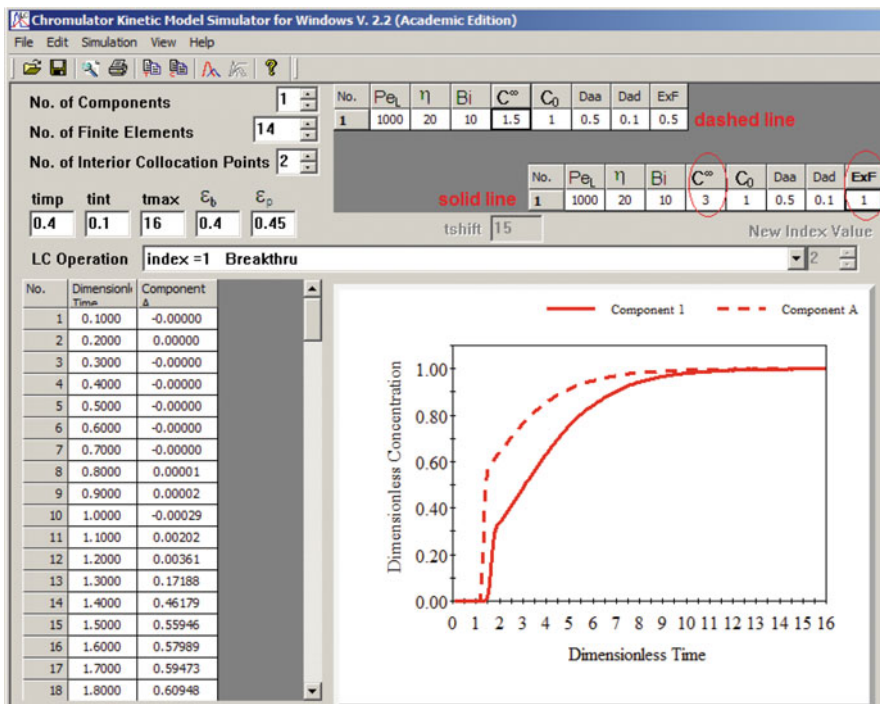 Chromulator Kinetic Model Simulator for Windows V. 2.2 (Academic Edition)
File Edit Simulation View Help
No. of Components 1
No. of Finite Elements 14
No. of Interior Collocation Points 2
No. PeL η Bi C∞ C0 Daa Dad ExF
1 1000 20 10 1.5 1 0.5 0.1 0.5 dashed line
No. PeL η Bi C∞ C0 Daa Dad ExF
solid line 1 1000 20 10 3 1 0.5 0.1 1
timp tint tmax εb εp
0.4 0.1 16 0.4 0.45
tshift 15 New Index Value
LC Operation index =1 Breakthru 2
No. Dimensionl Time Component A
1 0.1000 -0.00000
2 0.2000 0.00000
3 0.3000 -0.00000
4 0.4000 -0.00000
5 0.5000 -0.00000
6 0.6000 -0.00000
7 0.7000 -0.00000
8 0.8000 0.00001
9 0.9000 0.00002
10 1.0000 -0.00029
11 1.1000 0.00202
12 1.2000 0.00361
13 1.3000 0.17188
14 1.4000 0.46179
15 1.5000 0.55946
16 1.6000 0.57989
17 1.7000 0.59473
18 1.8000 0.60948
Component 1 Component A
Dimensionless Concentration
1.00
0.80
0.60
0.40
0.20
0.00
0 1 2 3 4 5 6 7 8 9 10 11 12 13 14 15 16
Dimensionless Time